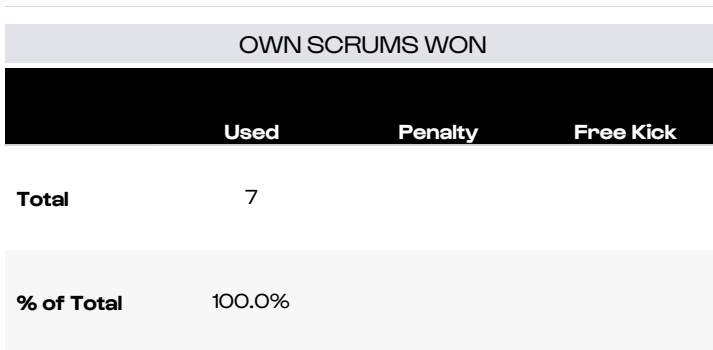 OWN SCRUMS WON
Used Penalty Free Kick
Total 7
% of Total 100.0%